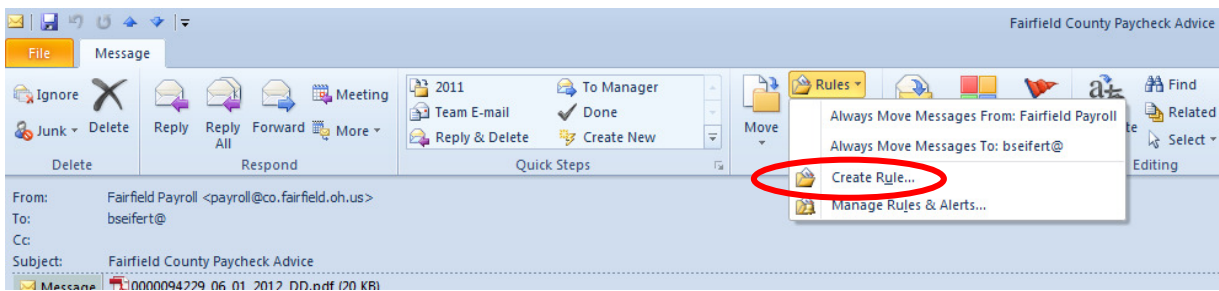 Fairfield County Paycheck Advice
File Message
Ignore
Junk
Delete
Reply
Reply All
Forward
Meeting
More
2011
Team E-mail
Reply & Delete
To Manager
Done
Create New
Move
Rules
Always Move Messages From: Fairfield Payroll
Always Move Messages To: bseifert@
Create Rule...
Manage Rules & Alerts...
Find
Related
Select
Delete
Respond
Quick Steps
Editing
From: Fairfield Payroll <payroll@co.fairfield.oh.us>
To: bseifert@
Cc:
Subject: Fairfield County Paycheck Advice
Message 0000094229_06_01_2012_DD.pdf (20 KB)